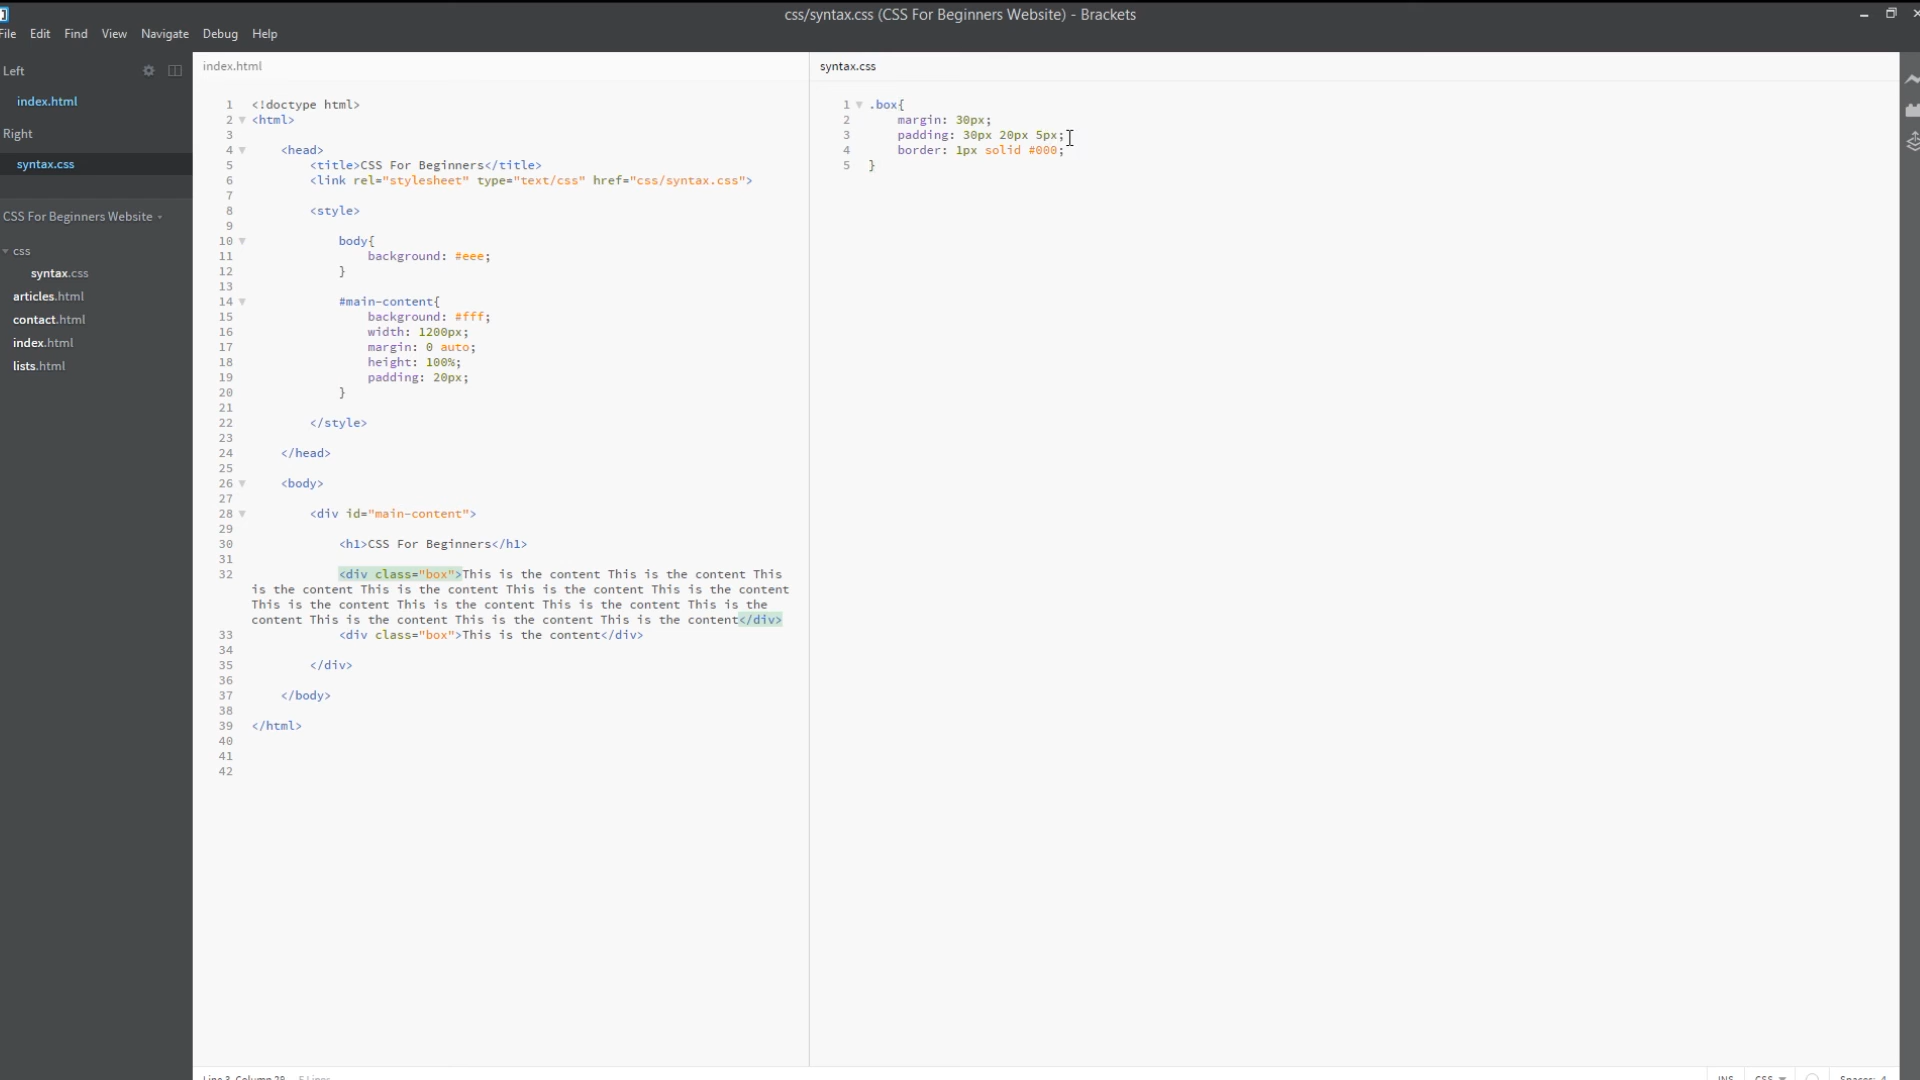 css/syntax.css (CSS For Beginners Website) - Brackets
File Edit Find View Navigate Debug Help
Left
index.html
Right
syntax.css
CSS For Beginners Website
css
syntax.css
articles.html
contact.html
index.html
lists.html
index.html
1 <!doctype html>
2 <html>
3
4 <head>
5 <title>CSS For Beginners</title>
6 <link rel="stylesheet" type="text/css" href="css/syntax.css">
7
8 <style>
9
10 body{
11 background: #eee;
12 }
13
14 #main-content{
15 background: #fff;
16 width: 1200px;
17 margin: 0 auto;
18 height: 100%;
19 padding: 20px;
20 }
21
22 </style>
23
24 </head>
25
26 <body>
27
28 <div id="main-content">
29
30 <h1>CSS For Beginners</h1>
31
32 <div class="box">This is the content This is the content This
is the content This is the content This is the content This is the content
This is the content This is the content This is the content This is the
content This is the content This is the content This is the content</div>
33 <div class="box">This is the content</div>
34
35 </div>
36
37 </body>
38
39 </html>
40
41
42
syntax.css
1 .box{
2 margin: 30px;
3 padding: 30px 20px 5px;
4 border: 1px solid #000;
5 }
Line 3, Column 28 5 Lines
INS CSS Spaces: 4